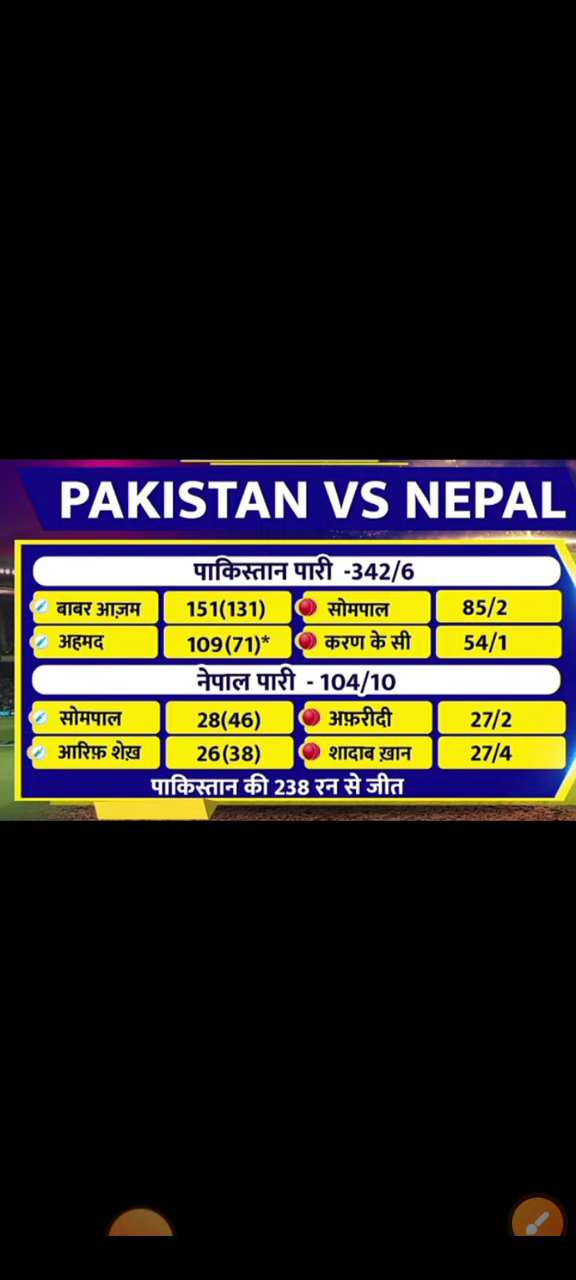 PAKISTAN VS NEPAL
पाकिस्तान पारी -342/6
बाबर आज़म 151(131) सोमपाल 85/2
अहमद 109(71)* करण के सी 54/1
नेपाल पारी - 104/10
सोमपाल 28(46) अफ़रीदी 27/2
आरिफ़ शेख़ 26(38) शादाब ख़ान 27/4
पाकिस्तान की 238 रन से जीत